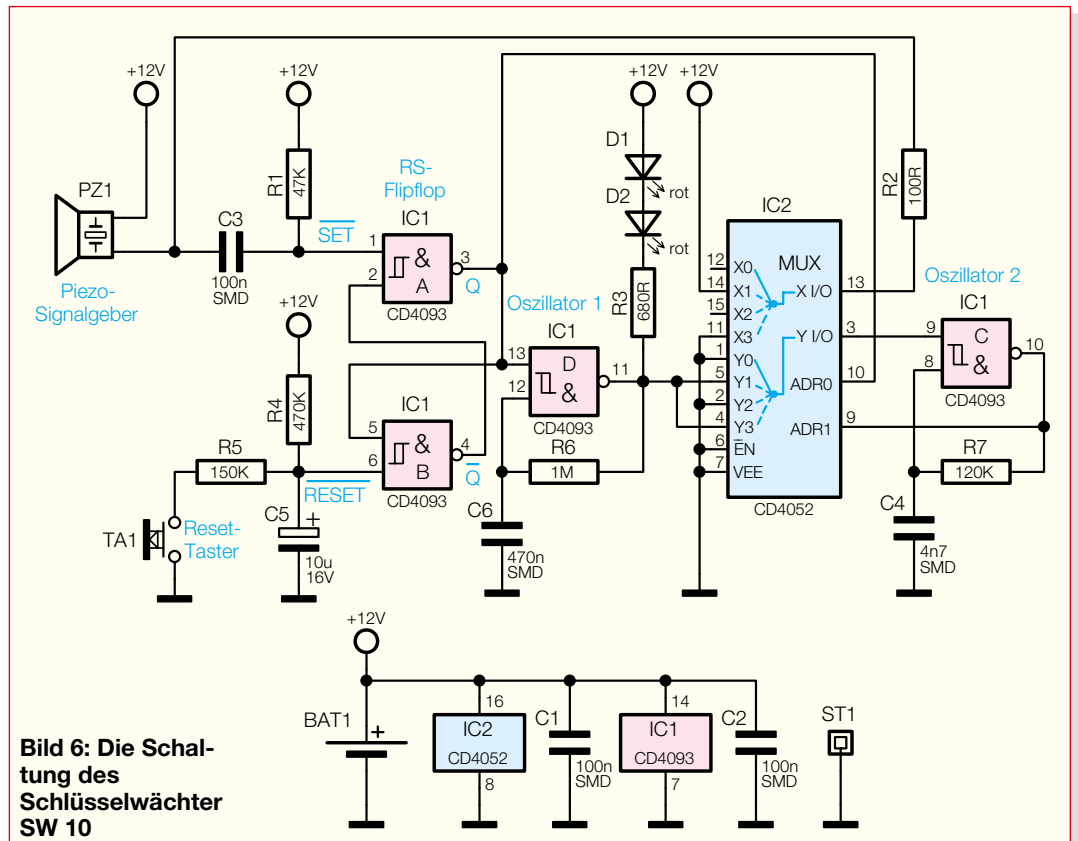 +12V
+12V
+12V
+12V
PZ1
Piezo-
Signalgeber
C3
100n
SMD
R1
47K
SET
RS-
Flipflop
IC1
1
2
&
A
3
Q
CD4093
D1
rot
D2
rot
R3
680R
R2
100R
IC2
MUX
12
X0
14
X1
15
X2
11
X3
1
Y0
5
Y1
2
Y2
4
Y3
6
EN
7
VEE
X I/O
13
Y I/O
3
ADR0
10
ADR1
9
CD4052
Oszillator 2
IC1
9
8
C
&
10
CD4093
R7
120K
C4
4n7
SMD
Oszillator 1
IC1
13
12
D
&
11
CD4093
R6
1M
C6
470n
SMD
+12V
R4
470K
R5
150K
TA1
Reset-
Taster
C5
+
10u
16V
RESET
IC1
5
6
&
B
4
Q
CD4093
+12V
BAT1
+
16
IC2
CD4052
8
C1
100n
SMD
14
IC1
CD4093
7
C2
100n
SMD
ST1
Bild 6: Die Schal-
tung des
Schlüsselwächter
SW 10